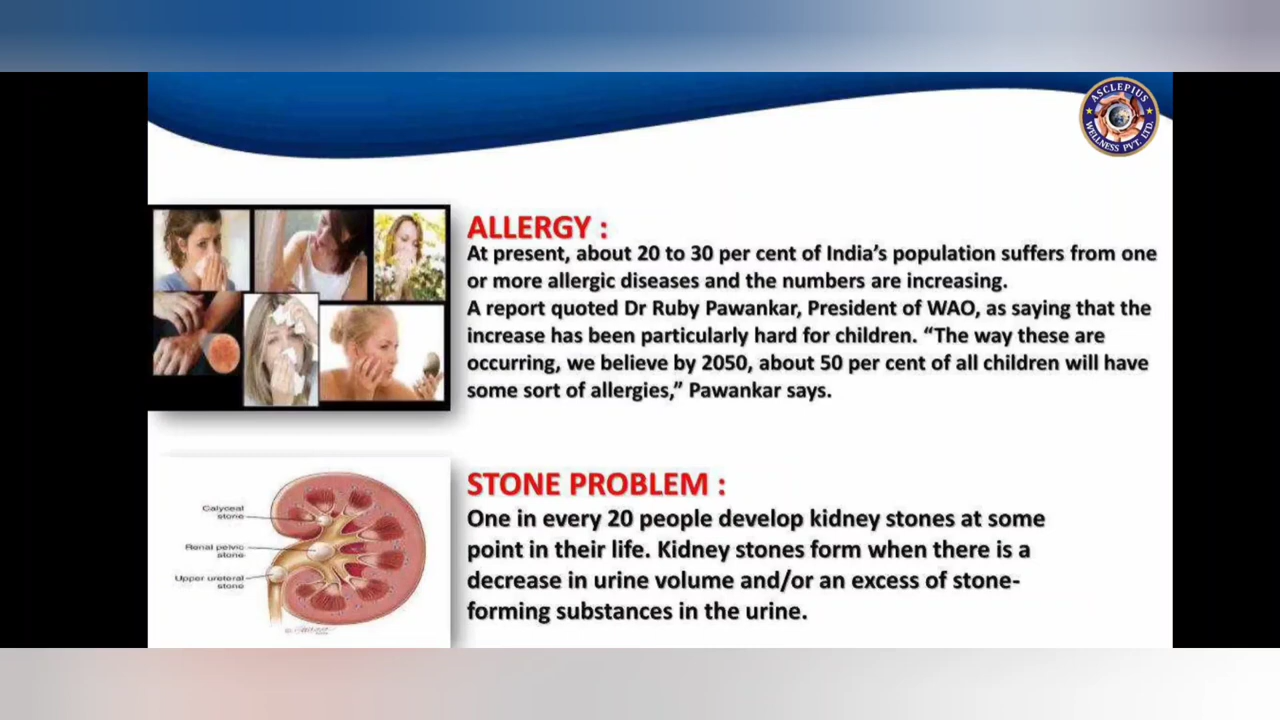 ASCLEPIUS
WELLNESS PVT. LTD.
ALLERGY :
At present, about 20 to 30 per cent of India's population suffers from one
or more allergic diseases and the numbers are increasing.
A report quoted Dr Ruby Pawankar, President of WAO, as saying that the
increase has been particularly hard for children. “The way these are
occurring, we believe by 2050, about 50 per cent of all children will have
some sort of allergies,” Pawankar says.
Calyceal
stone
Renal pelvic
stone
Upper ureteral
stone
STONE PROBLEM :
One in every 20 people develop kidney stones at some
point in their life. Kidney stones form when there is a
decrease in urine volume and/or an excess of stone-
forming substances in the urine.